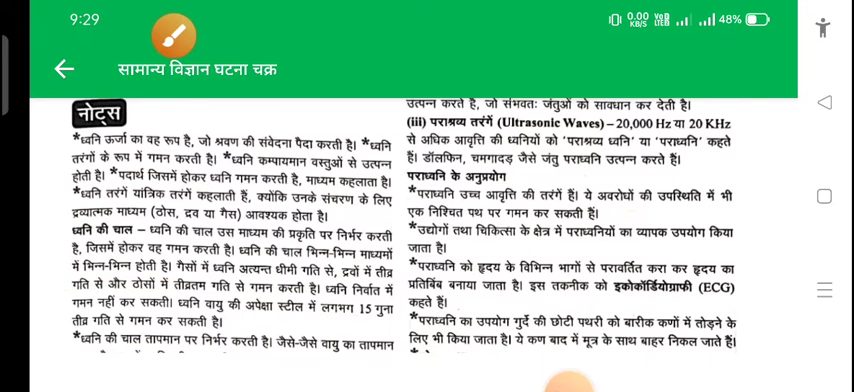 9:29
0.00 KB/S
48%
सामान्य विज्ञान घटना चक्र
नोट्स
*ध्वनि ऊर्जा का वह रूप है, जो श्रवण की संवेदना पैदा करती है। *ध्वनि
तरंगों के रूप में गमन करती है। *ध्वनि कम्पायमान वस्तुओं से उत्पन्न
होती है। *पदार्थ जिसमें होकर ध्वनि गमन करती है, माध्यम कहलाता है।
*ध्वनि तरंगें यांत्रिक तरंगें कहलाती हैं, क्योंकि उनके संचरण के लिए
द्रव्यात्मक माध्यम (ठोस, द्रव या गैस) आवश्यक होता है।
ध्वनि की चाल – ध्वनि की चाल उस माध्यम की प्रकृति पर निर्भर करती
है, जिसमें होकर वह गमन करती है। ध्वनि की चाल भिन्न-भिन्न माध्यमों
में भिन्न-भिन्न होती है। गैसों में ध्वनि अत्यन्त धीमी गति से, द्रवों में तीव्र
गति से और ठोसों में तीव्रतम गति से गमन करती है। ध्वनि निर्वात में
गमन नहीं कर सकती। ध्वनि वायु की अपेक्षा स्टील में लगभग 15 गुना
तीव्र गति से गमन कर सकती है।
*ध्वनि की चाल तापमान पर निर्भर करती है। जैसे-जैसे वायु का तापमान
उत्पन्न करते है, जो संभवतः जंतुओं को सावधान कर देती है।
(iii) पराश्रव्य तरंगें (Ultrasonic Waves) – 20,000 Hz या 20 KHz
से अधिक आवृत्ति की ध्वनियों को 'पराश्रव्य ध्वनि' या 'पराध्वनि' कहते
हैं। डॉलफिन, चमगादड़ जैसे जंतु पराध्वनि उत्पन्न करते हैं।
पराध्वनि के अनुप्रयोग
*पराध्वनि उच्च आवृत्ति की तरंगें हैं। ये अवरोधों की उपस्थिति में भी
एक निश्चित पथ पर गमन कर सकती हैं।
*उद्योगों तथा चिकित्सा के क्षेत्र में पराध्वनियों का व्यापक उपयोग किया
जाता है।
*पराध्वनि को हृदय के विभिन्न भागों से परावर्तित करा कर हृदय का
प्रतिबिंब बनाया जाता है। इस तकनीक को इकोकॉर्डियोग्राफी (ECG)
कहते हैं।
*पराध्वनि का उपयोग गुर्दे की छोटी पथरी को बारीक कणों में तोड़ने के
लिए भी किया जाता है। ये कण बाद में मूत्र के साथ बाहर निकल जाते हैं।